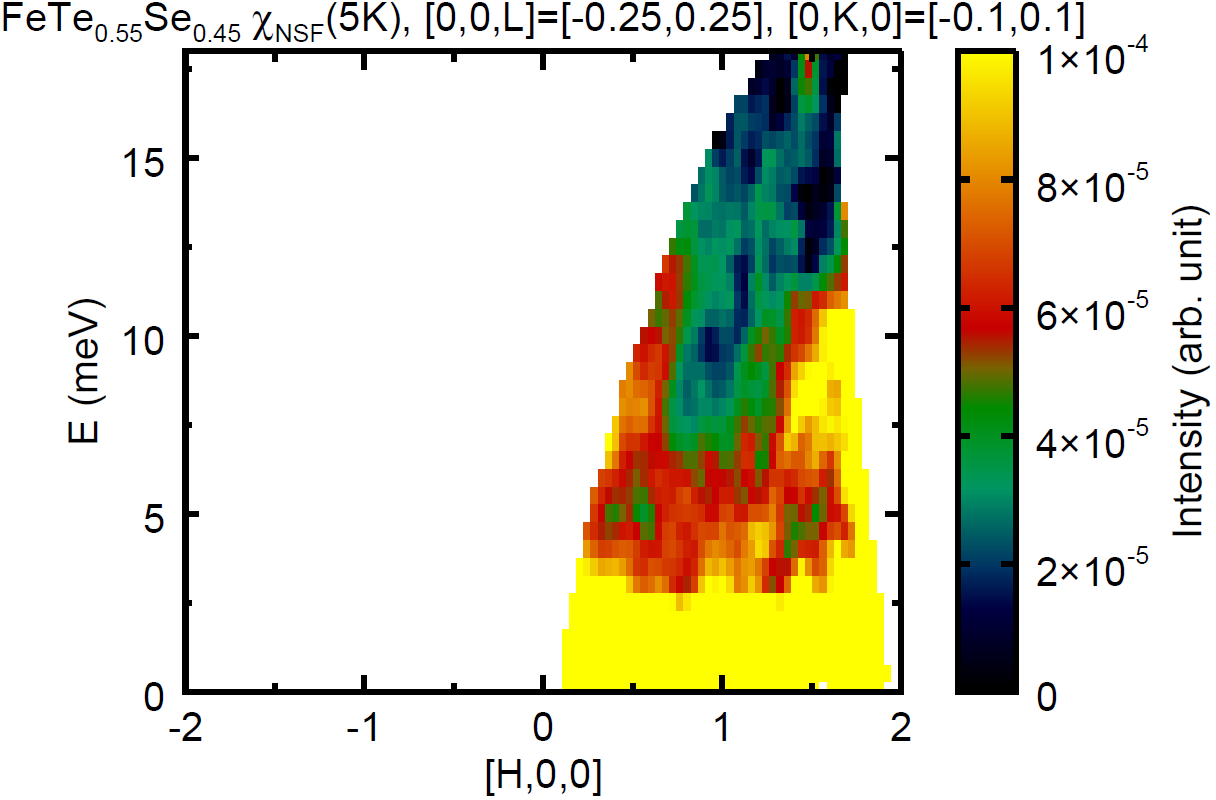 FeTe0.55Se0.45 χNSF(5K), [0,0,L]=[-0.25,0.25], [0,K,0]=[-0.1,0.1]
1×10-4
8×10-5
6×10-5
4×10-5
2×10-5
0
Intensity (arb. unit)
15
10
5
0
E (meV)
-2 -1 0 1 2
[H,0,0]